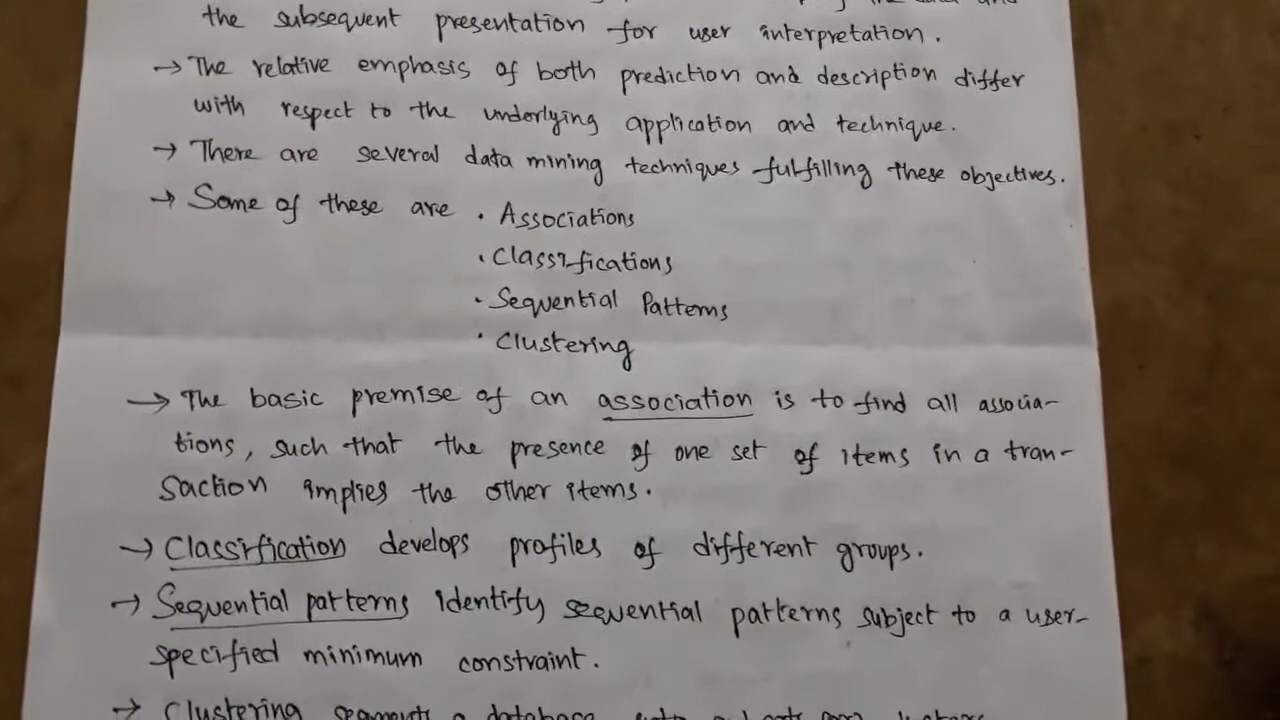 the subsequent presentation for user interpretation.
→ The relative emphasis of both prediction and description differ
with respect to the underlying application and technique.
→ There are several data mining techniques fulfilling these objectives.
→ Some of these are • Associations
• Classifications
• Sequential Patterns
• Clustering
→ The basic premise of an association is to find all associa-
tions, such that the presence of one set of items in a tran-
saction implies the other items.
→ Classification develops profiles of different groups.
→ Sequential patterns identify sequential patterns subject to a user-
specified minimum constraint.
→ Clustering segments a database